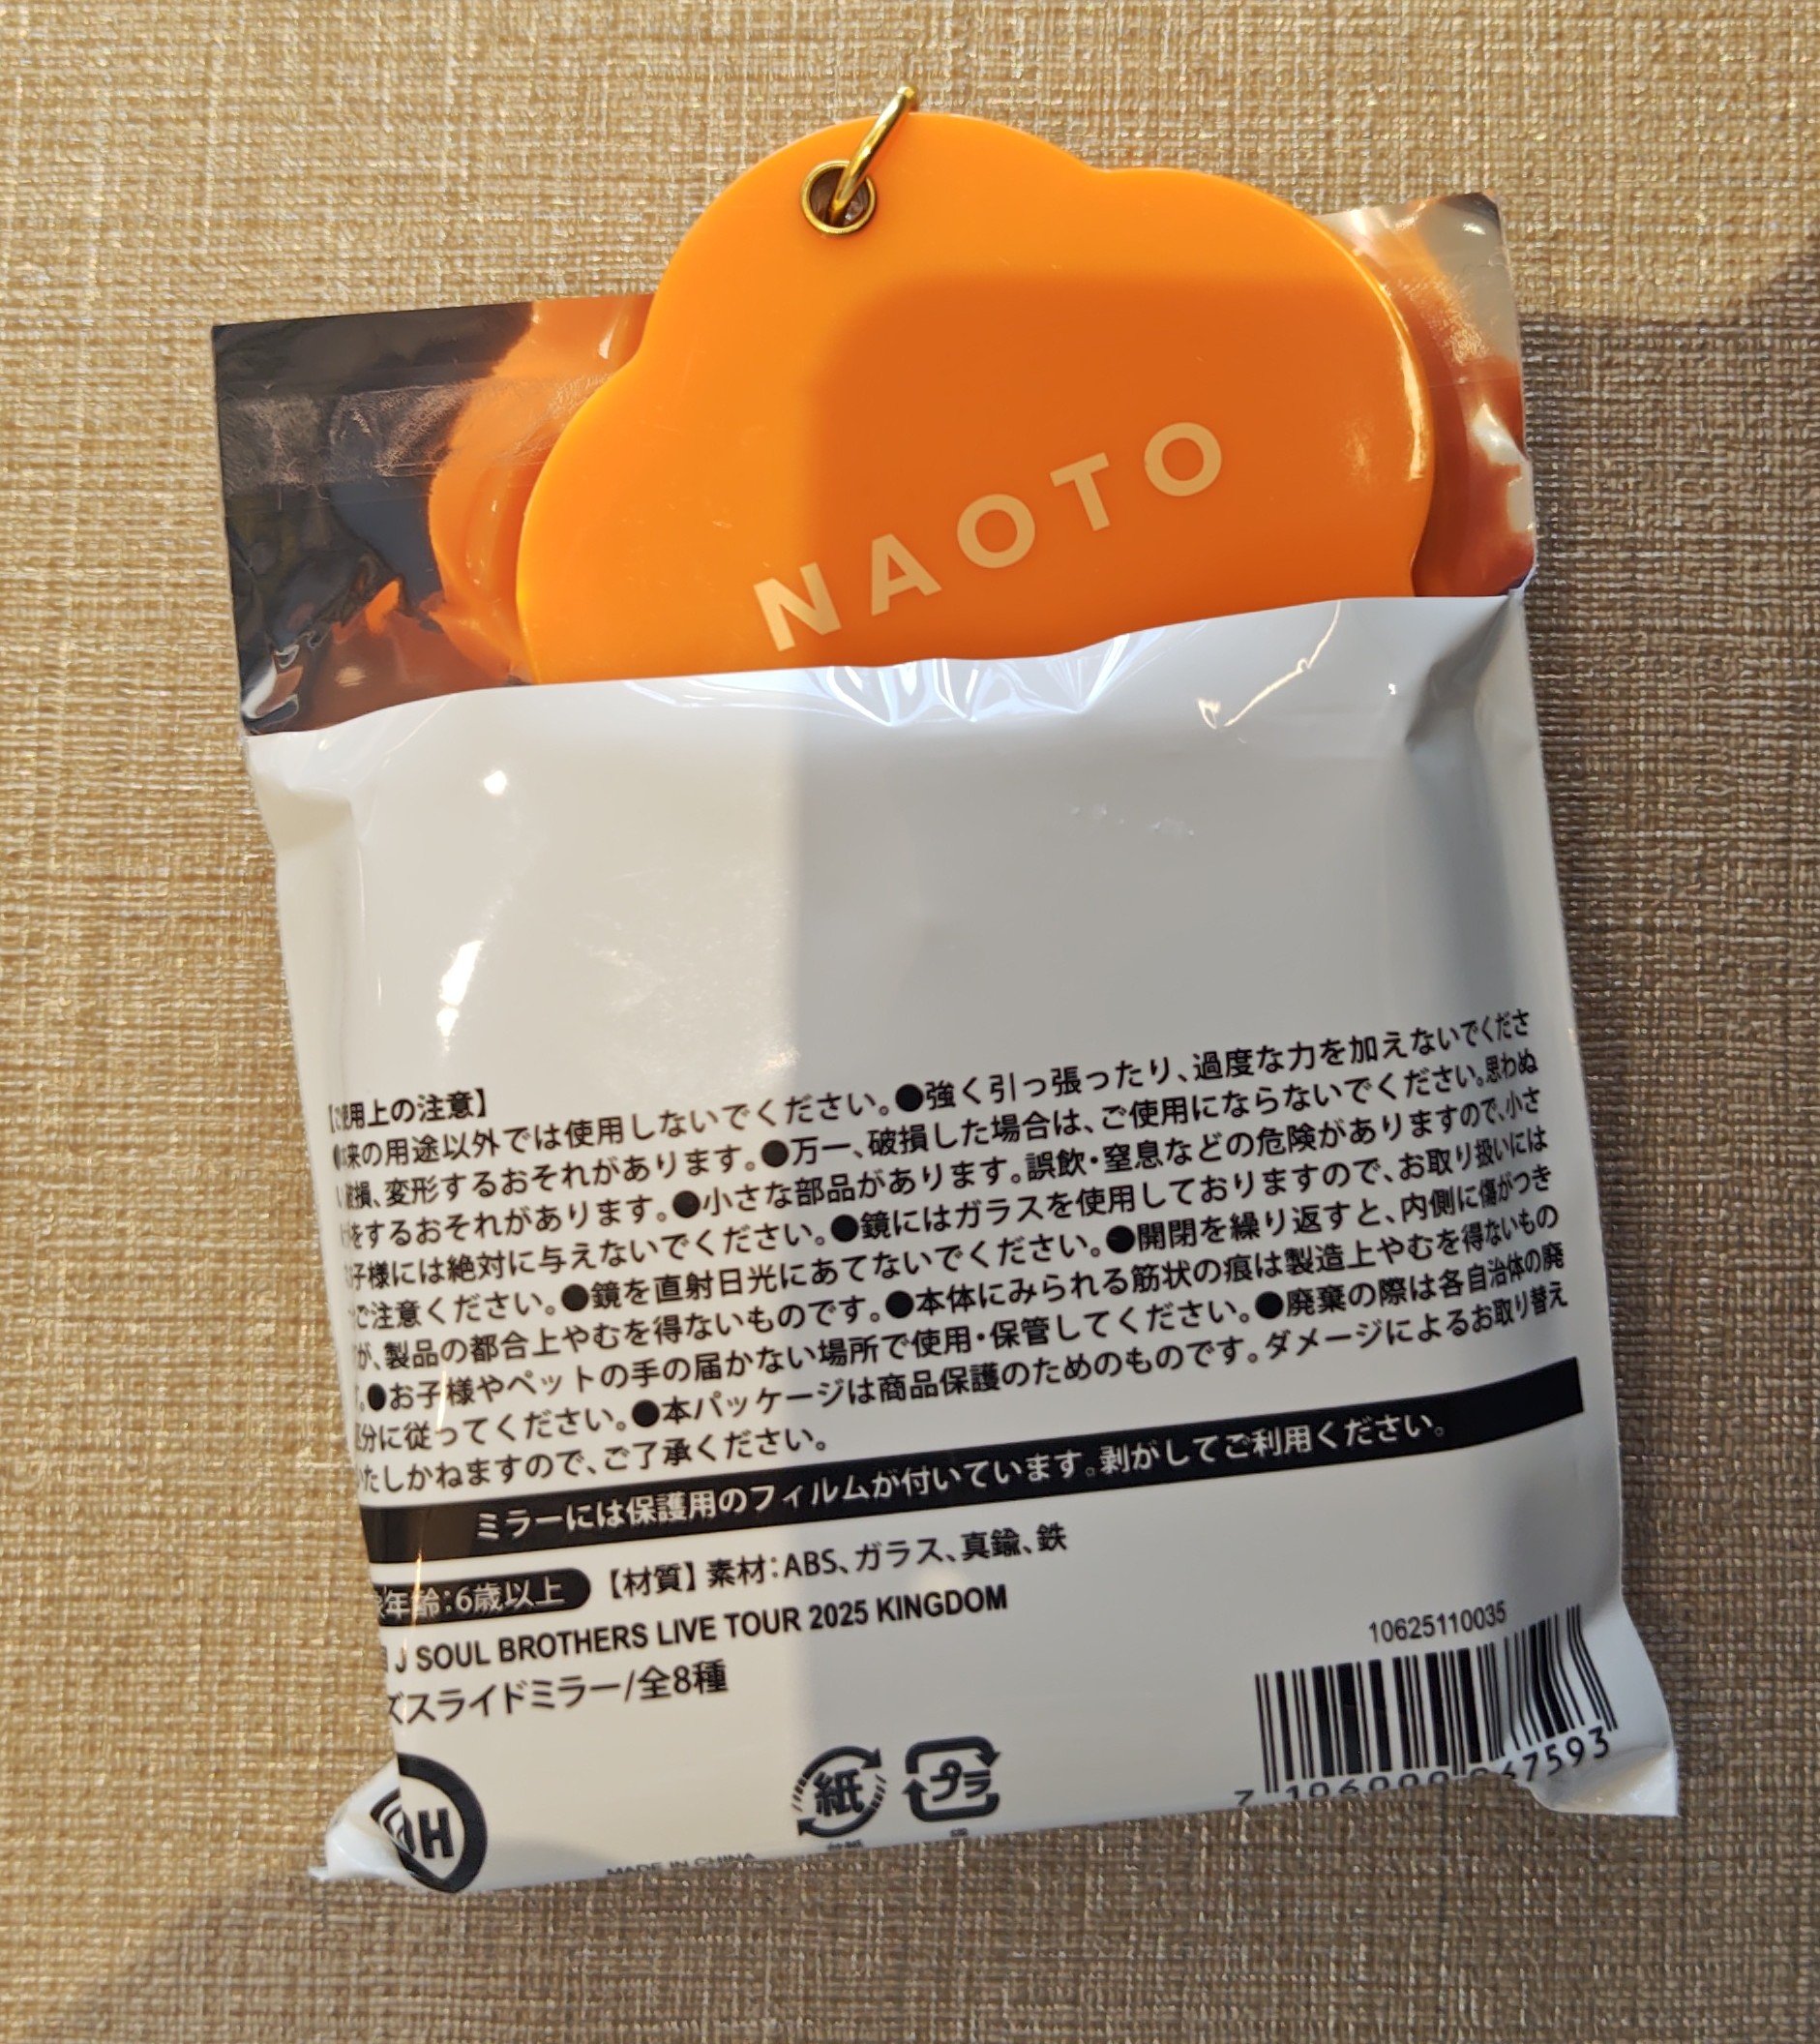 NAOTO
使用上の注意】
来の用途以外では使用しないでください。●強く引っ張ったり、過度な力を加えないでくださ
破損、変形するおそれがあります。●万一、破損した場合は、ご使用にならないでください。思わぬ
をするおそれがあります。●小さな部品があります。誤飲・窒息などの危険がありますので、小さ
子様には絶対に与えないでください。●鏡にはガラスを使用しておりますので、お取り扱いには
ご注意ください。●鏡を直射日光にあてないでください。●開閉を繰り返すと、内側に傷がつき
が、製品の都合上やむを得ないものです。●本体にみられる筋状の痕は製造上やむを得ないもの
。●お子様やペットの手の届かない場所で使用・保管してください。●廃棄の際は各自治体の廃
分に従ってください。●本パッケージは商品保護のためのものです。ダメージによるお取り替え
たしかねますので、ご了承ください。
ミラーには保護用のフィルムが付いています。剥がしてご利用ください。
年齢:6歳以上 【材質】素材:ABS、ガラス、真鍮、鉄
J SOUL BROTHERS LIVE TOUR 2025 KINGDOM
ズスライドミラー/全8種
10625110035
紙
プラ
MADE IN CHINA